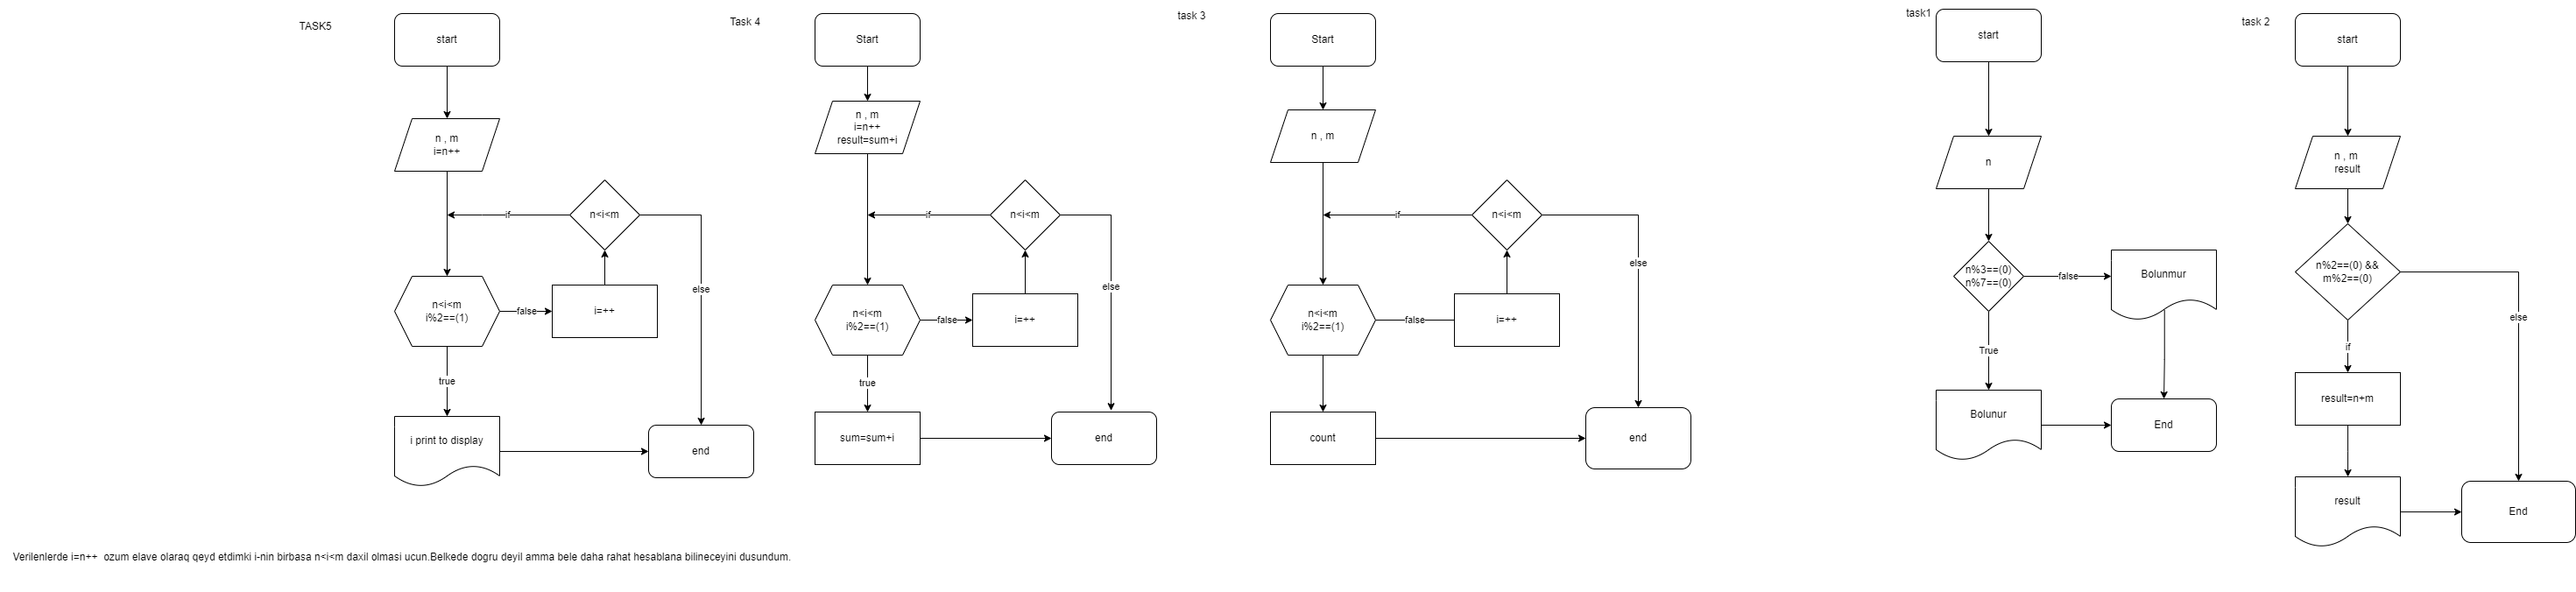 TASK5
start
n , m
i=n++
n<i<m
if
else
n<i<m
i%2==(1)
false
i=++
true
i print to display
end
Task 4
Start
n , m
i=n++
result=sum+i
n<i<m
if
else
n<i<m
i%2==(1)
false
i=++
true
sum=sum+i
end
task 3
Start
n , m
n<i<m
if
else
n<i<m
i%2==(1)
false
i=++
count
end
task1
start
n
n%3==(0)
n%7==(0)
false
Bolunmur
True
Bolunur
End
task 2
start
n , m
result
n%2==(0) &&
m%2==(0)
else
if
result=n+m
result
End
Verilenlerde i=n++  ozum elave olaraq qeyd etdimki i-nin birbasa n<i<m daxil olmasi ucun.Belkede dogru deyil amma bele daha rahat hesablana bilineceyini dusundum.